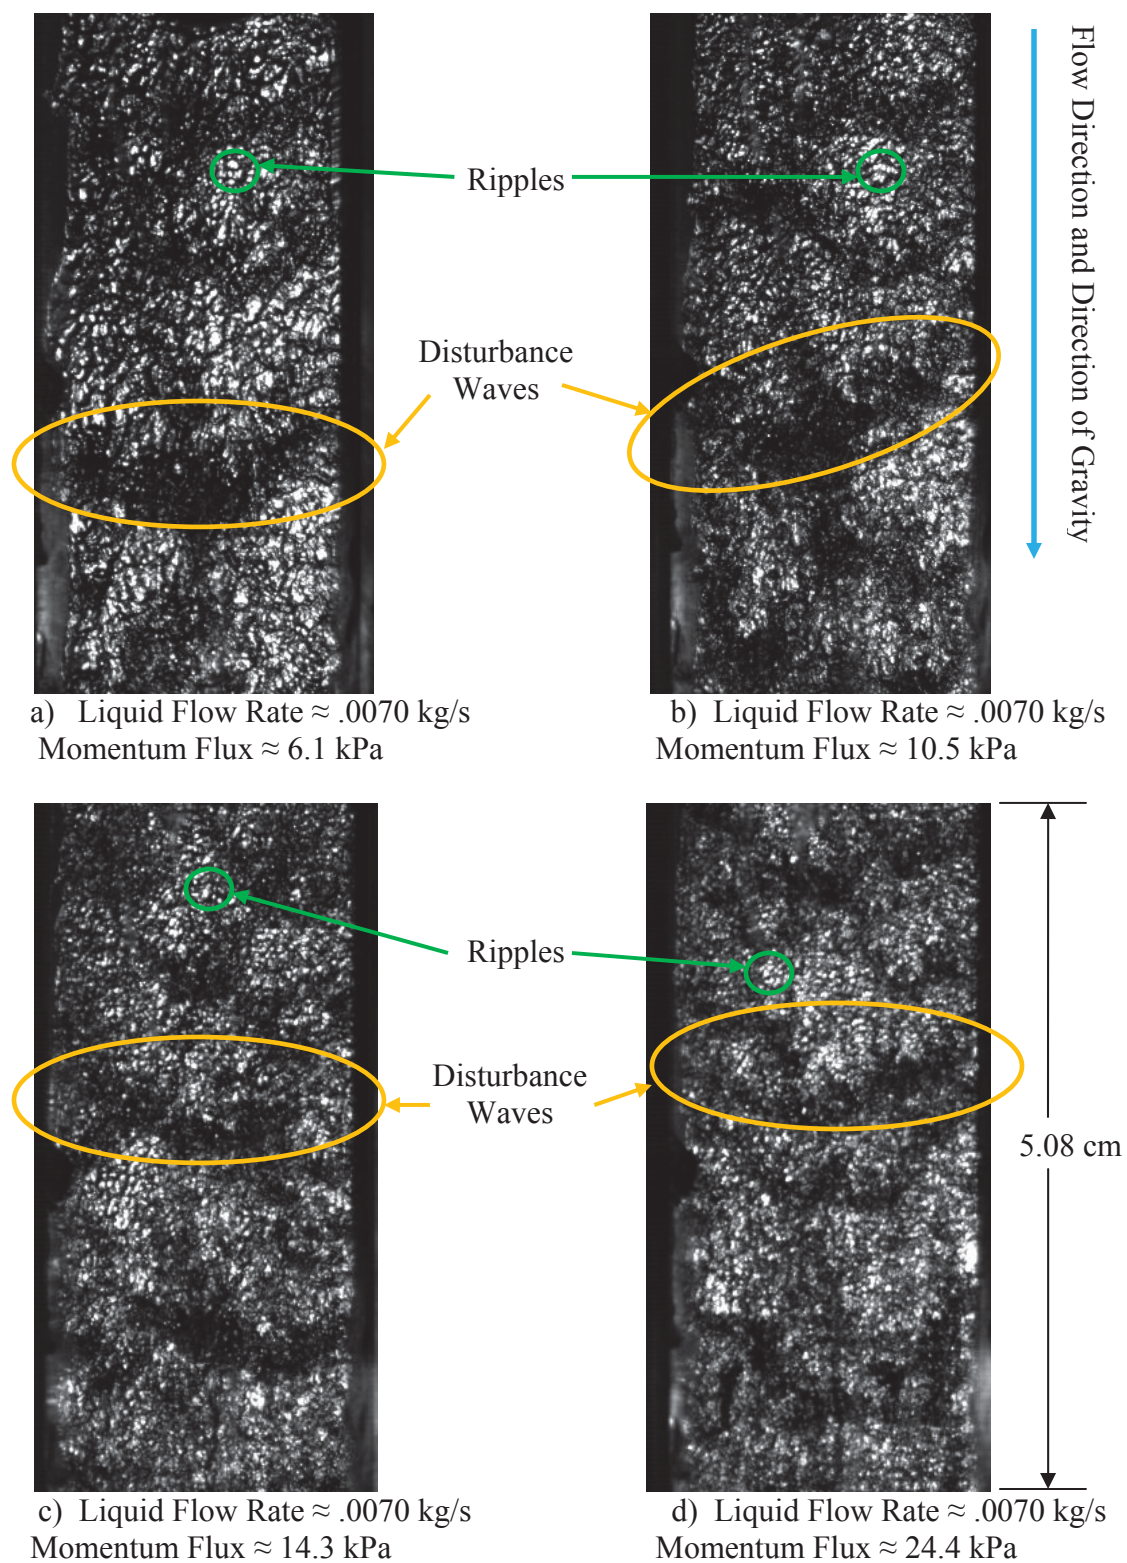 Flow Direction and Direction of Gravity
Ripples
Disturbance
Waves
a) Liquid Flow Rate ≈ .0070 kg/s
Momentum Flux ≈ 6.1 kPa
b) Liquid Flow Rate ≈ .0070 kg/s
Momentum Flux ≈ 10.5 kPa
Ripples
Disturbance
Waves
5.08 cm
c) Liquid Flow Rate ≈ .0070 kg/s
Momentum Flux ≈ 14.3 kPa
d) Liquid Flow Rate ≈ .0070 kg/s
Momentum Flux ≈ 24.4 kPa